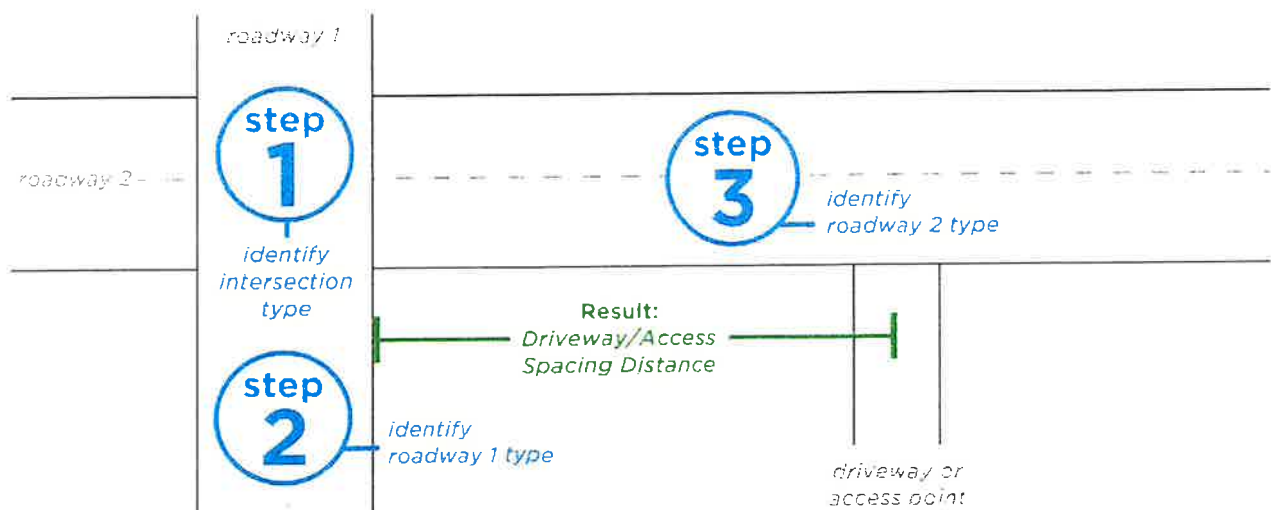 roadway 1
step
1
identify
intersection
type
roadway 2
step
3
identify
roadway 2 type
Result:
Driveway/Access
Spacing Distance
step
2
identify
roadway 1 type
driveway or
access point